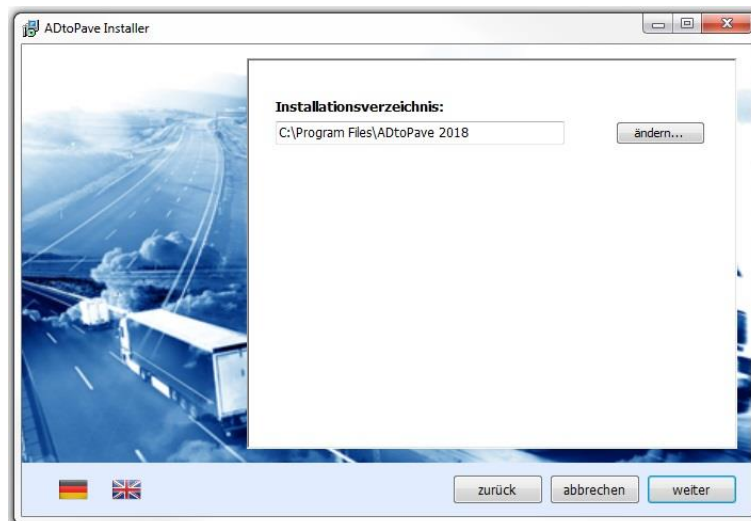 ADtoPave Installer
Installationsverzeichnis:
C:\Program Files\ADtoPave 2018
ändern...
zurück
abbrechen
weiter